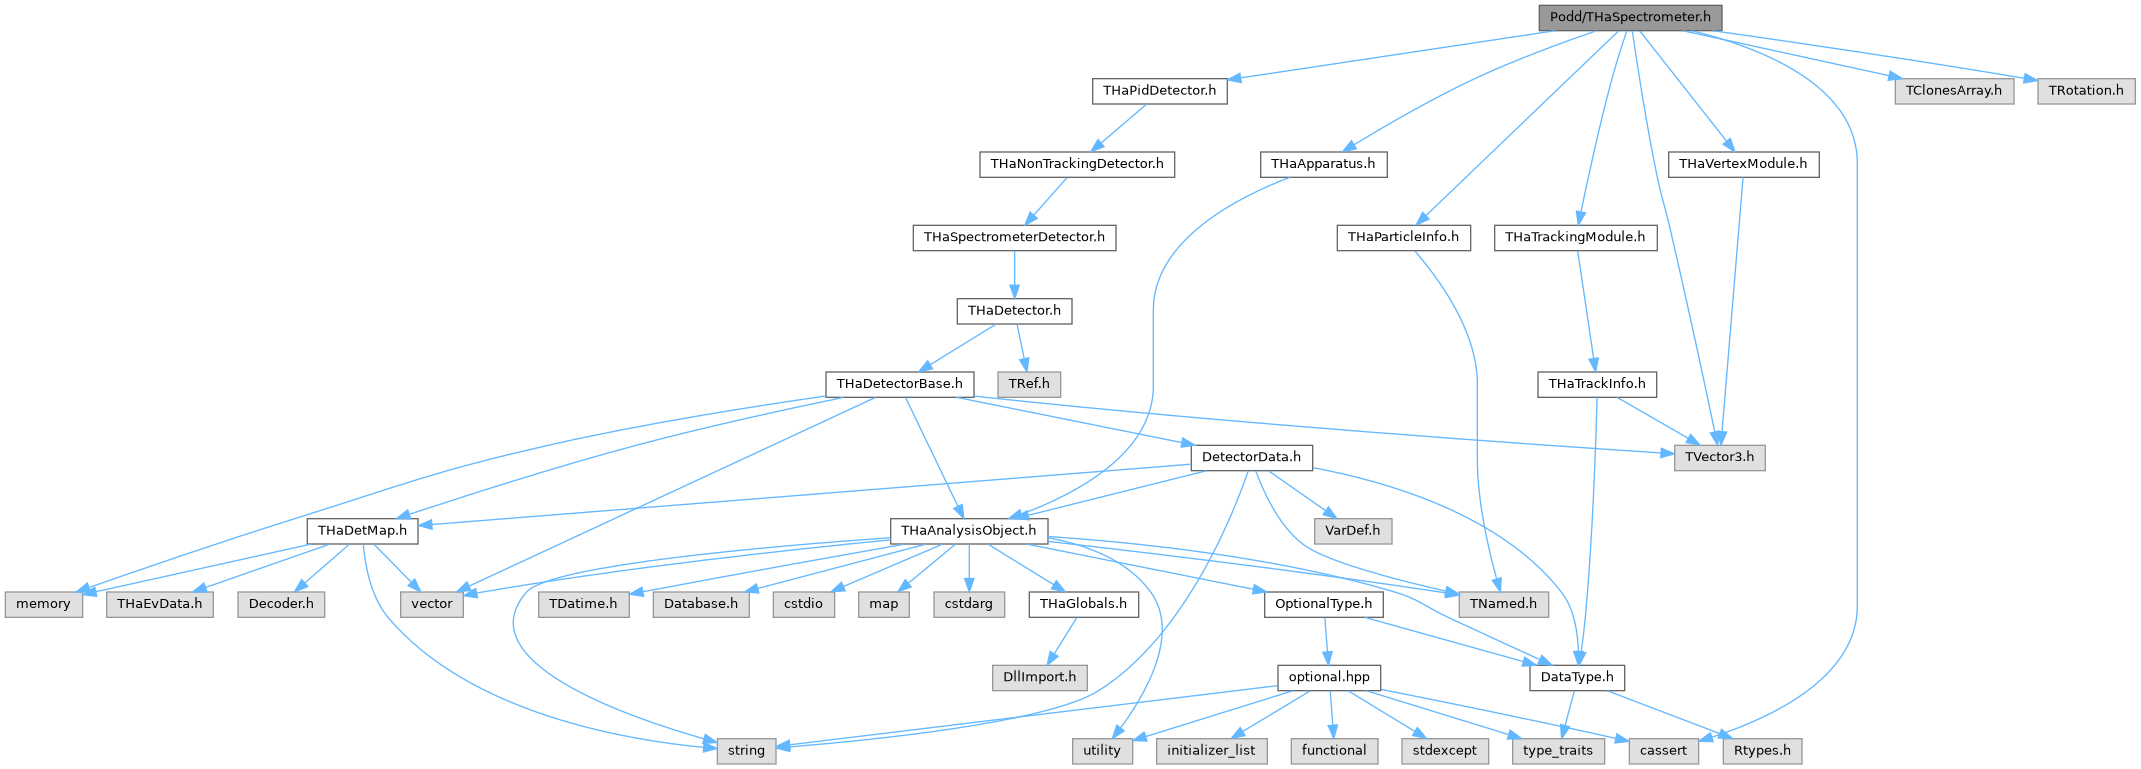 Podd/THaSpectrometer.h
THaPidDetector.h
TClonesArray.h
TRotation.h
THaNonTrackingDetector.h
THaApparatus.h
THaVertexModule.h
THaSpectrometerDetector.h
THaParticleInfo.h
THaTrackingModule.h
THaDetector.h
THaDetectorBase.h
TRef.h
THaTrackInfo.h
DetectorData.h
TVector3.h
THaDetMap.h
THaAnalysisObject.h
VarDef.h
memory
THaEvData.h
Decoder.h
vector
TDatime.h
Database.h
cstdio
map
cstdarg
THaGlobals.h
OptionalType.h
TNamed.h
DllImport.h
optional.hpp
DataType.h
string
utility
initializer_list
functional
stdexcept
type_traits
cassert
Rtypes.h